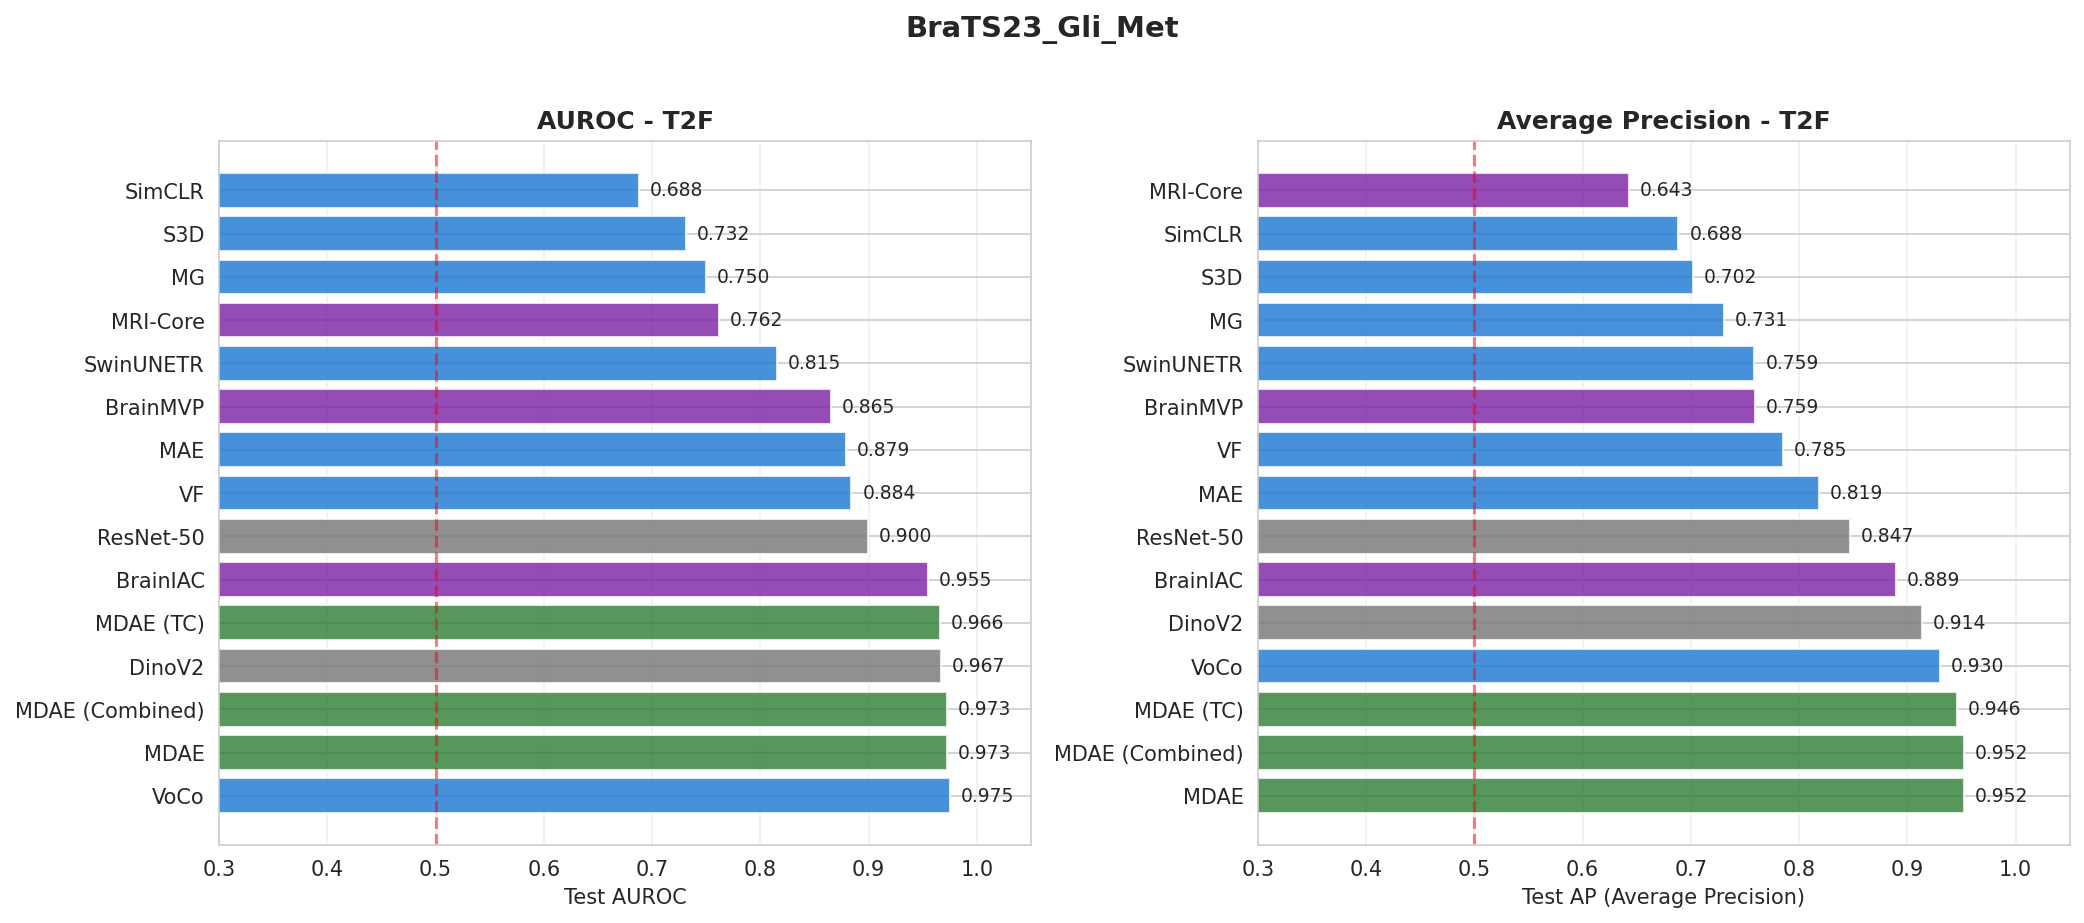 BraTS23_Gli_Met
AUROC - T2F
SimCLR 0.688
S3D 0.732
MG 0.750
MRI-Core 0.762
SwinUNETR 0.815
BrainMVP 0.865
MAE 0.879
VF 0.884
ResNet-50 0.900
BrainIAC 0.955
MDAE (TC) 0.966
DinoV2 0.967
MDAE (Combined) 0.973
MDAE 0.973
VoCo 0.975
0.3 0.4 0.5 0.6 0.7 0.8 0.9 1.0
Test AUROC
Average Precision - T2F
MRI-Core 0.643
SimCLR 0.688
S3D 0.702
MG 0.731
SwinUNETR 0.759
BrainMVP 0.759
VF 0.785
MAE 0.819
ResNet-50 0.847
BrainIAC 0.889
DinoV2 0.914
VoCo 0.930
MDAE (TC) 0.946
MDAE (Combined) 0.952
MDAE 0.952
0.3 0.4 0.5 0.6 0.7 0.8 0.9 1.0
Test AP (Average Precision)